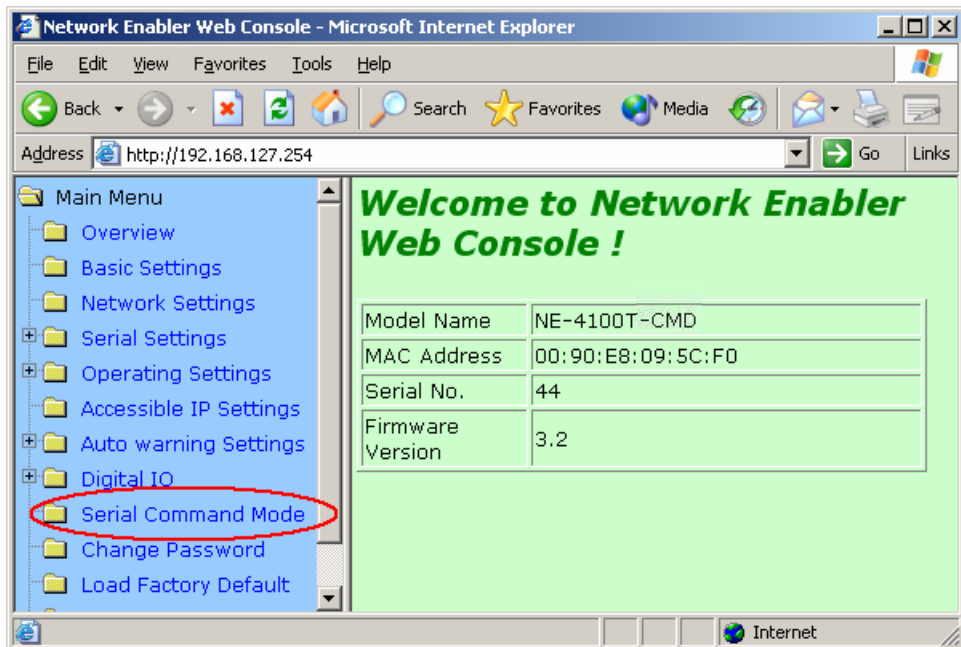 Network Enabler Web Console - Microsoft Internet Explorer
File Edit View Favorites Tools Help
Back Search Favorites Media
Address http://192.168.127.254 Go Links
Main Menu
Overview
Basic Settings
Network Settings
Serial Settings
Operating Settings
Accessible IP Settings
Auto warning Settings
Digital IO
Serial Command Mode
Change Password
Load Factory Default
Welcome to Network Enabler
Web Console !
Model Name NE-4100T-CMD
MAC Address 00:90:E8:09:5C:F0
Serial No. 44
Firmware
Version 3.2
Internet